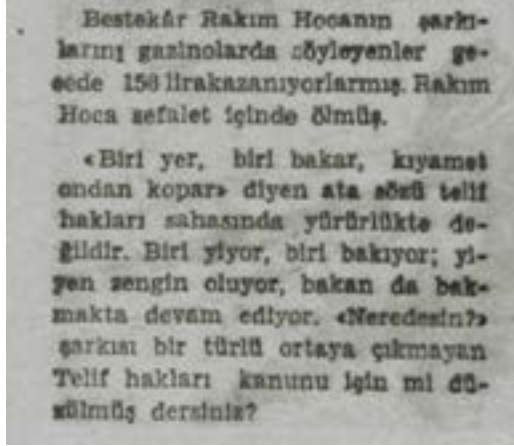 Bestekâr Rakım Hocanın şarkı-
larını gazinolarda söyleyenler ge-
cede 150 lira kazanıyorlarmış. Rakım
Hoca sefalet içinde ölmüş.
«Biri yer, biri bakar, kıyamet
ondan kopar» diyen ata sözü telif
hakları sahasında yürürlükte de-
ğildir. Biri yiyor, biri bakıyor; yi-
yen zengin oluyor, bakan da bak-
makta devam ediyor. «Neredesin?»
şarkısı bir türlü ortaya çıkmayan
Telif hakları kanunu için mi dü-
zülmüş dersiniz?